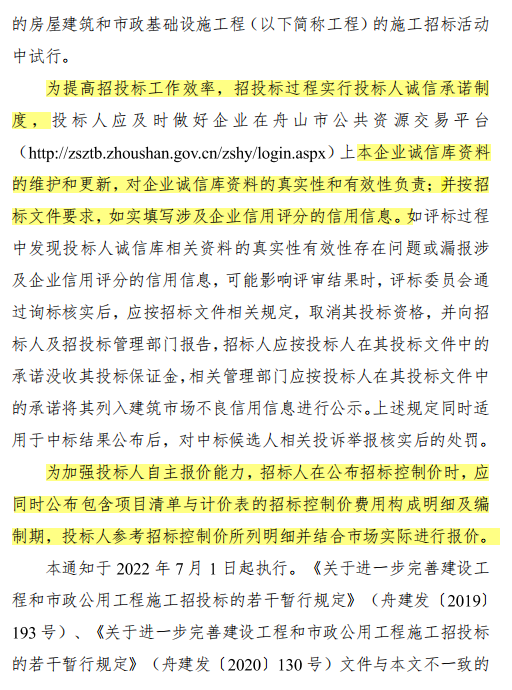 的房屋建筑和市政基础设施工程（以下简称工程）的施工招标活动
中试行。
为提高招投标工作效率，招投标过程实行投标人诚信承诺制
度，投标人应及时做好企业在舟山市公共资源交易平台
（http://zsztb.zhoushan.gov.cn/zshy/login.aspx）上本企业诚信库资料
的维护和更新，对企业诚信库资料的真实性和有效性负责；并按招
标文件要求，如实填写涉及企业信用评分的信用信息。如评标过程
中发现投标人诚信库相关资料的真实性有效性存在问题或漏报涉
及企业信用评分的信用信息，可能影响评审结果时，评标委员会通
过询标核实后，应按招标文件相关规定，取消其投标资格，并向招
标人及招投标管理部门报告，招标人应按投标人在其投标文件中的
承诺没收其投标保证金，相关管理部门应按投标人在其投标文件中
的承诺将其列入建筑市场不良信用信息进行公示。上述规定同时适
用于中标结果公布后，对中标候选人相关投诉举报核实后的处罚。
为加强投标人自主报价能力，招标人在公布招标控制价时，应
同时公布包含项目清单与计价表的招标控制价费用构成明细及编
制期，投标人参考招标控制价所列明细并结合市场实际进行报价。
本通知于 2022 年 7 月 1 日起执行。《关于进一步完善建设工
程和市政公用工程施工招投标的若干暂行规定》（舟建发〔2019〕
193 号）、《关于进一步完善建设工程和市政公用工程施工招投标
的若干暂行规定》（舟建发〔2020〕130 号）文件与本文不一致的